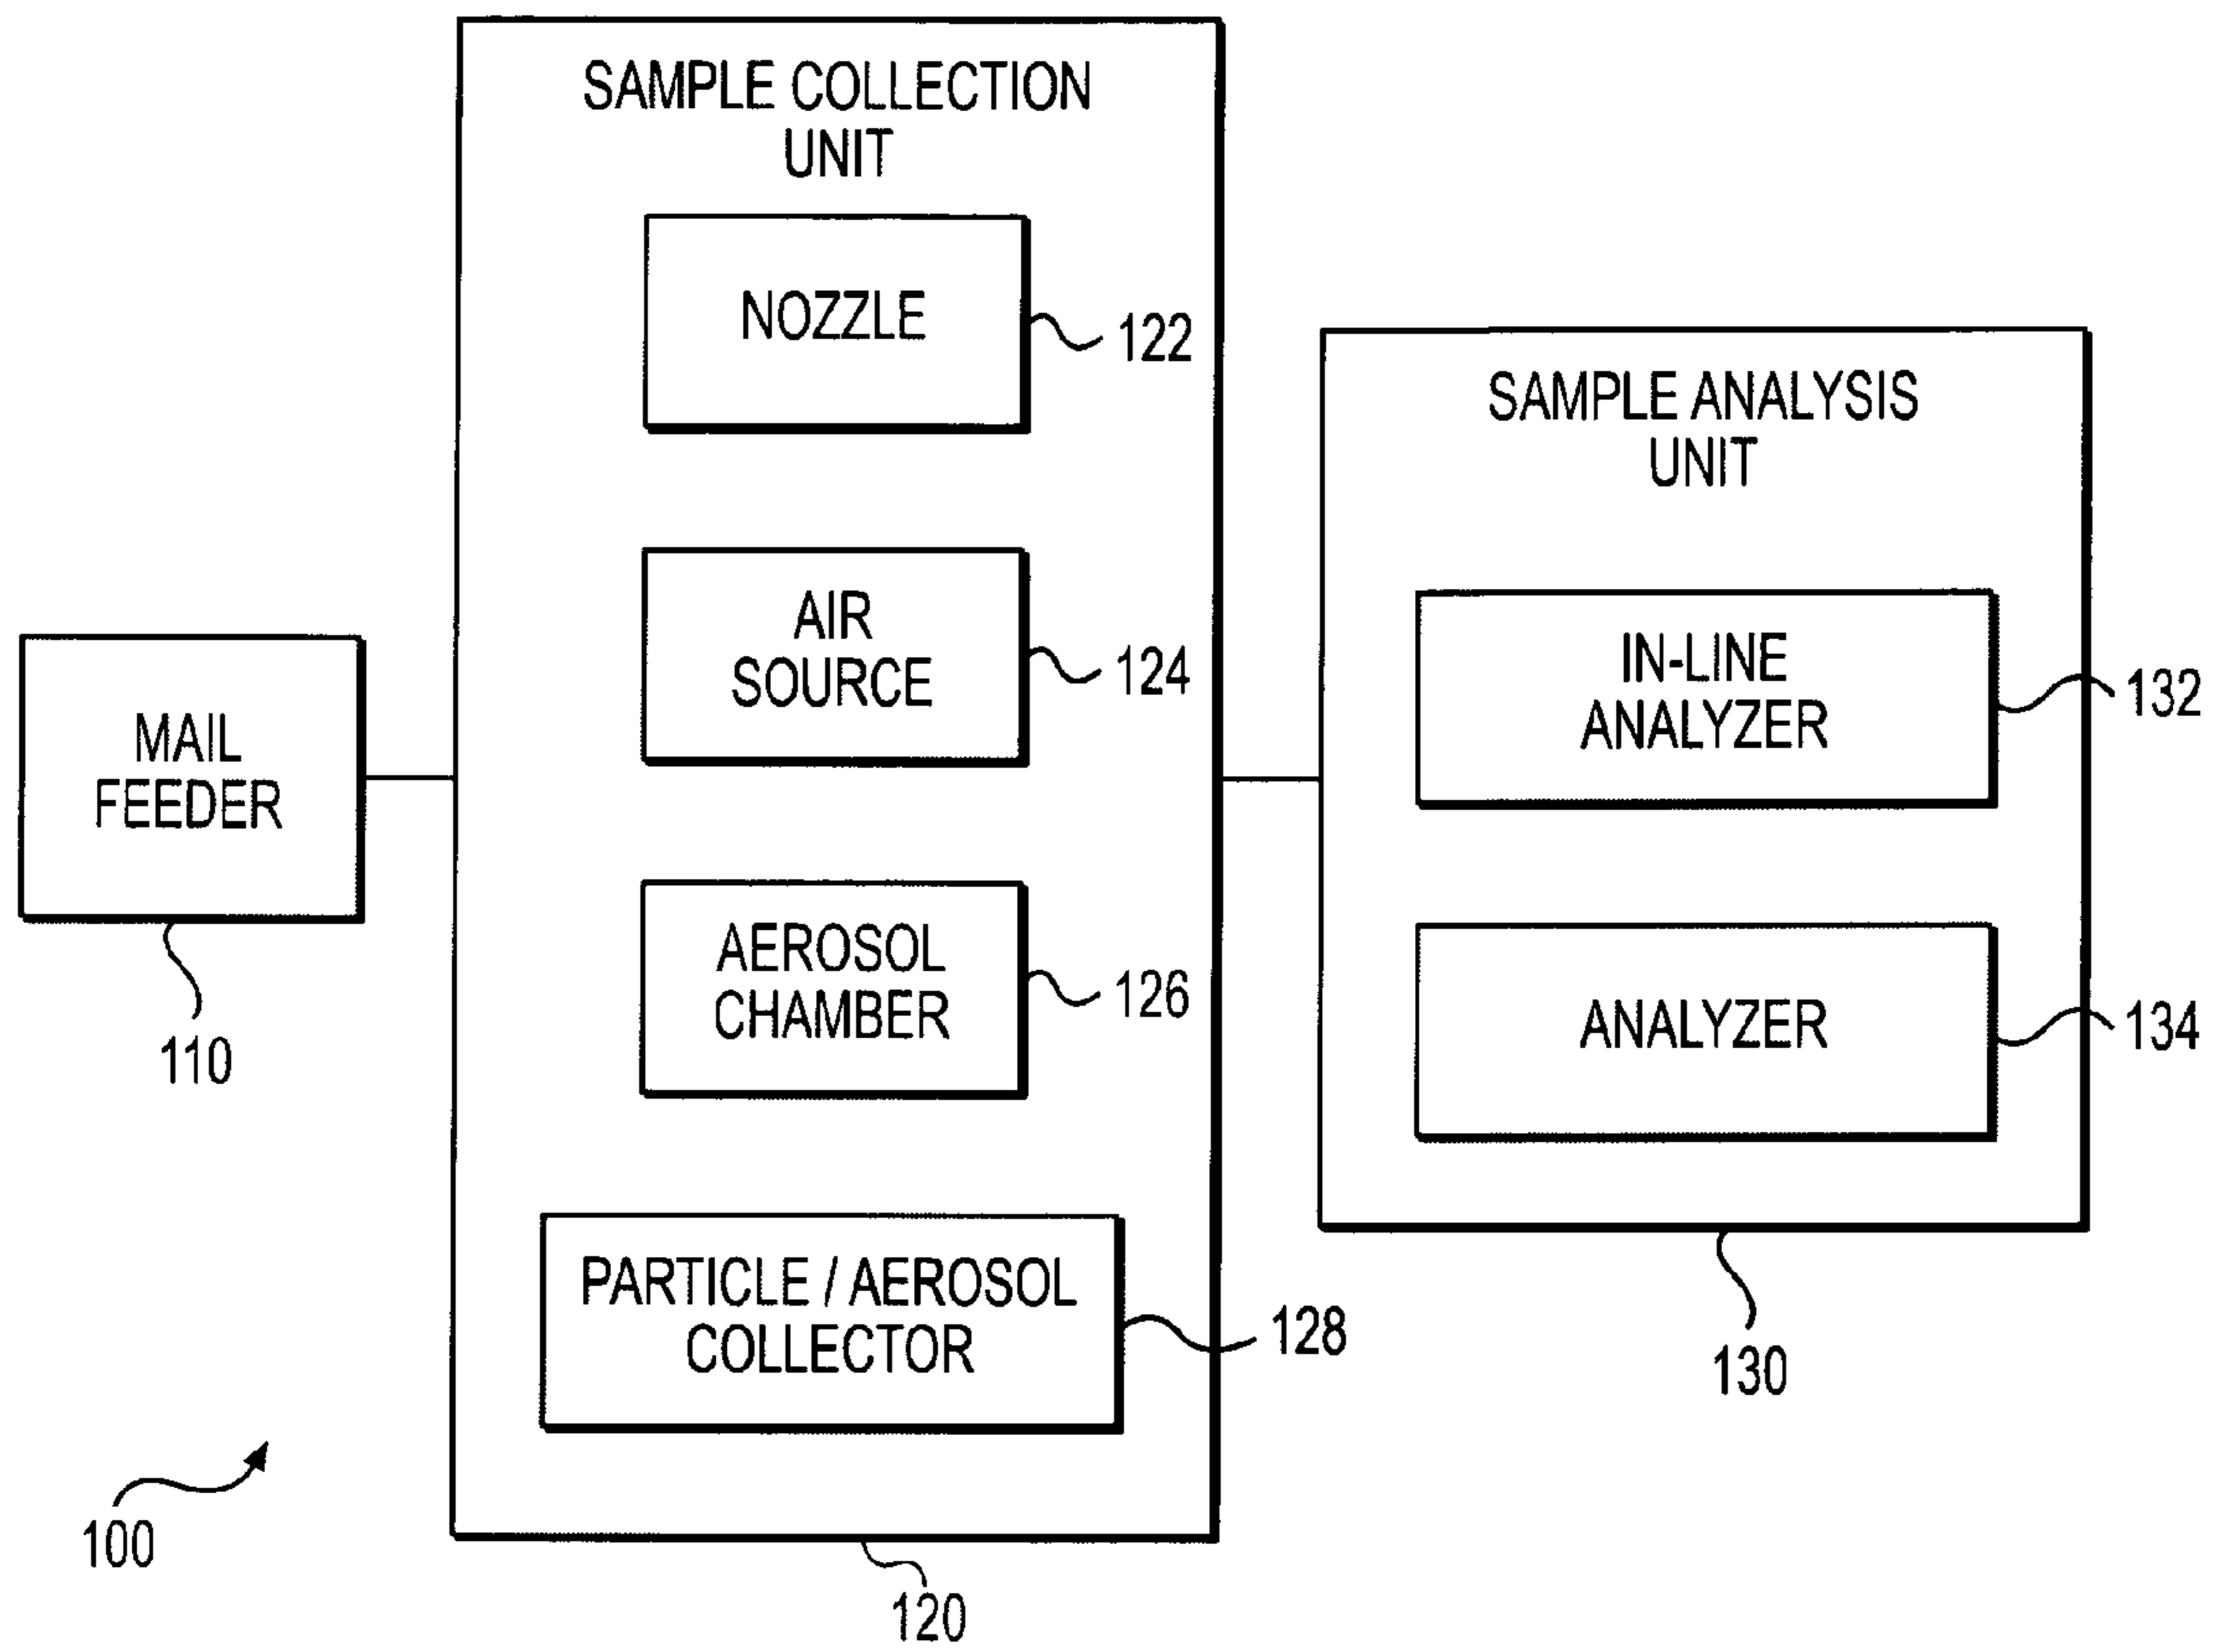 SAMPLE COLLECTION
UNIT
NOZZLE
122
AIR
SOURCE
124
AEROSOL
CHAMBER
126
PARTICLE / AEROSOL
COLLECTOR
128
120
MAIL
FEEDER
110
SAMPLE ANALYSIS
UNIT
IN-LINE
ANALYZER
132
ANALYZER
134
130
100